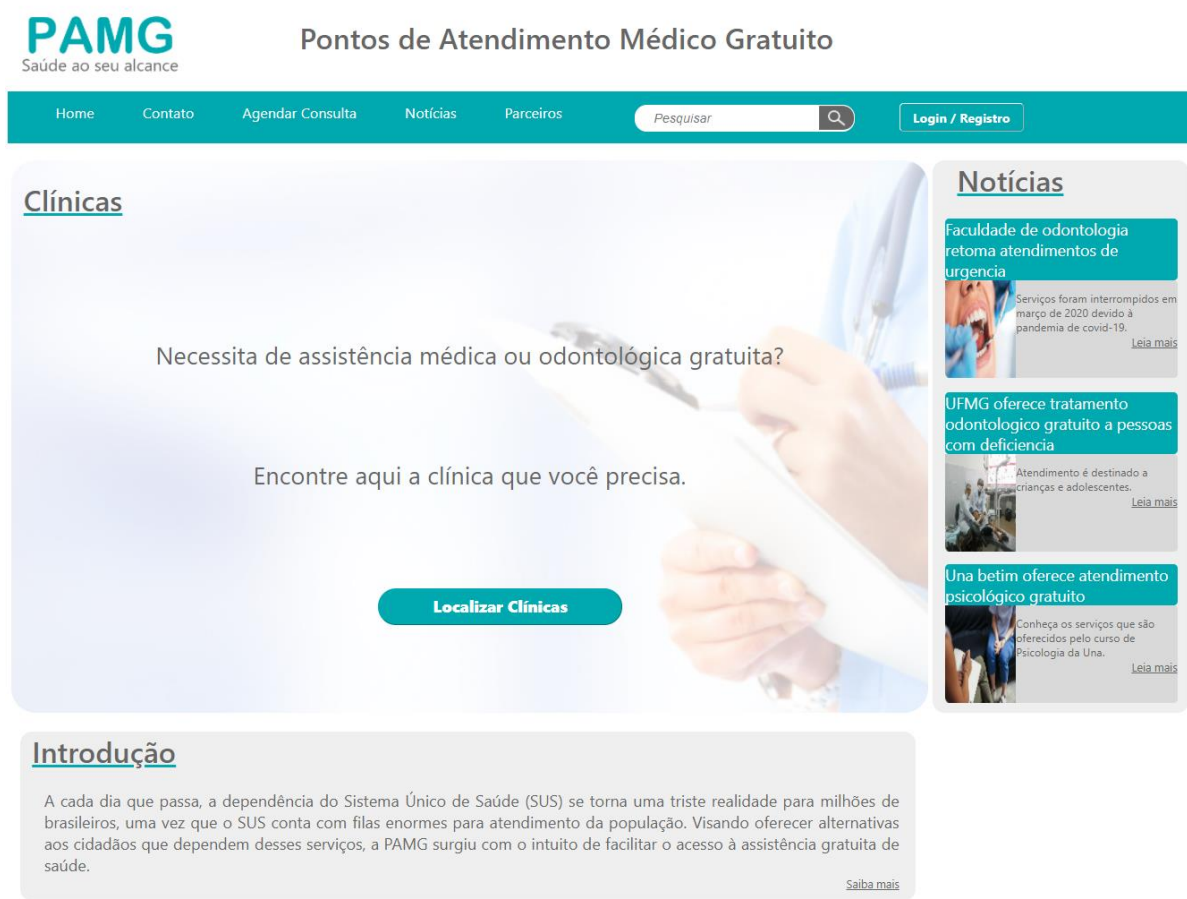 PAMG
Saúde ao seu alcance
Pontos de Atendimento Médico Gratuito
Home Contato Agendar Consulta Notícias Parceiros Pesquisar Login / Registro
Clínicas
Necessita de assistência médica ou odontológica gratuita?
Encontre aqui a clínica que você precisa.
Localizar Clínicas
Notícias
Faculdade de odontologia
retoma atendimentos de
urgencia
Serviços foram interrompidos em
março de 2020 devido à
pandemia de covid-19.
Leia mais
UFMG oferece tratamento
odontologico gratuito a pessoas
com deficiencia
Atendimento é destinado a
crianças e adolescentes.
Leia mais
Una betim oferece atendimento
psicológico gratuito
Conheça os serviços que são
oferecidos pelo curso de
Psicologia da Una.
Leia mais
Introdução
A cada dia que passa, a dependência do Sistema Único de Saúde (SUS) se torna uma triste realidade para milhões de
brasileiros, uma vez que o SUS conta com filas enormes para atendimento da população. Visando oferecer alternativas
aos cidadãos que dependem desses serviços, a PAMG surgiu com o intuito de facilitar o acesso à assistência gratuita de
saúde.
Saiba mais